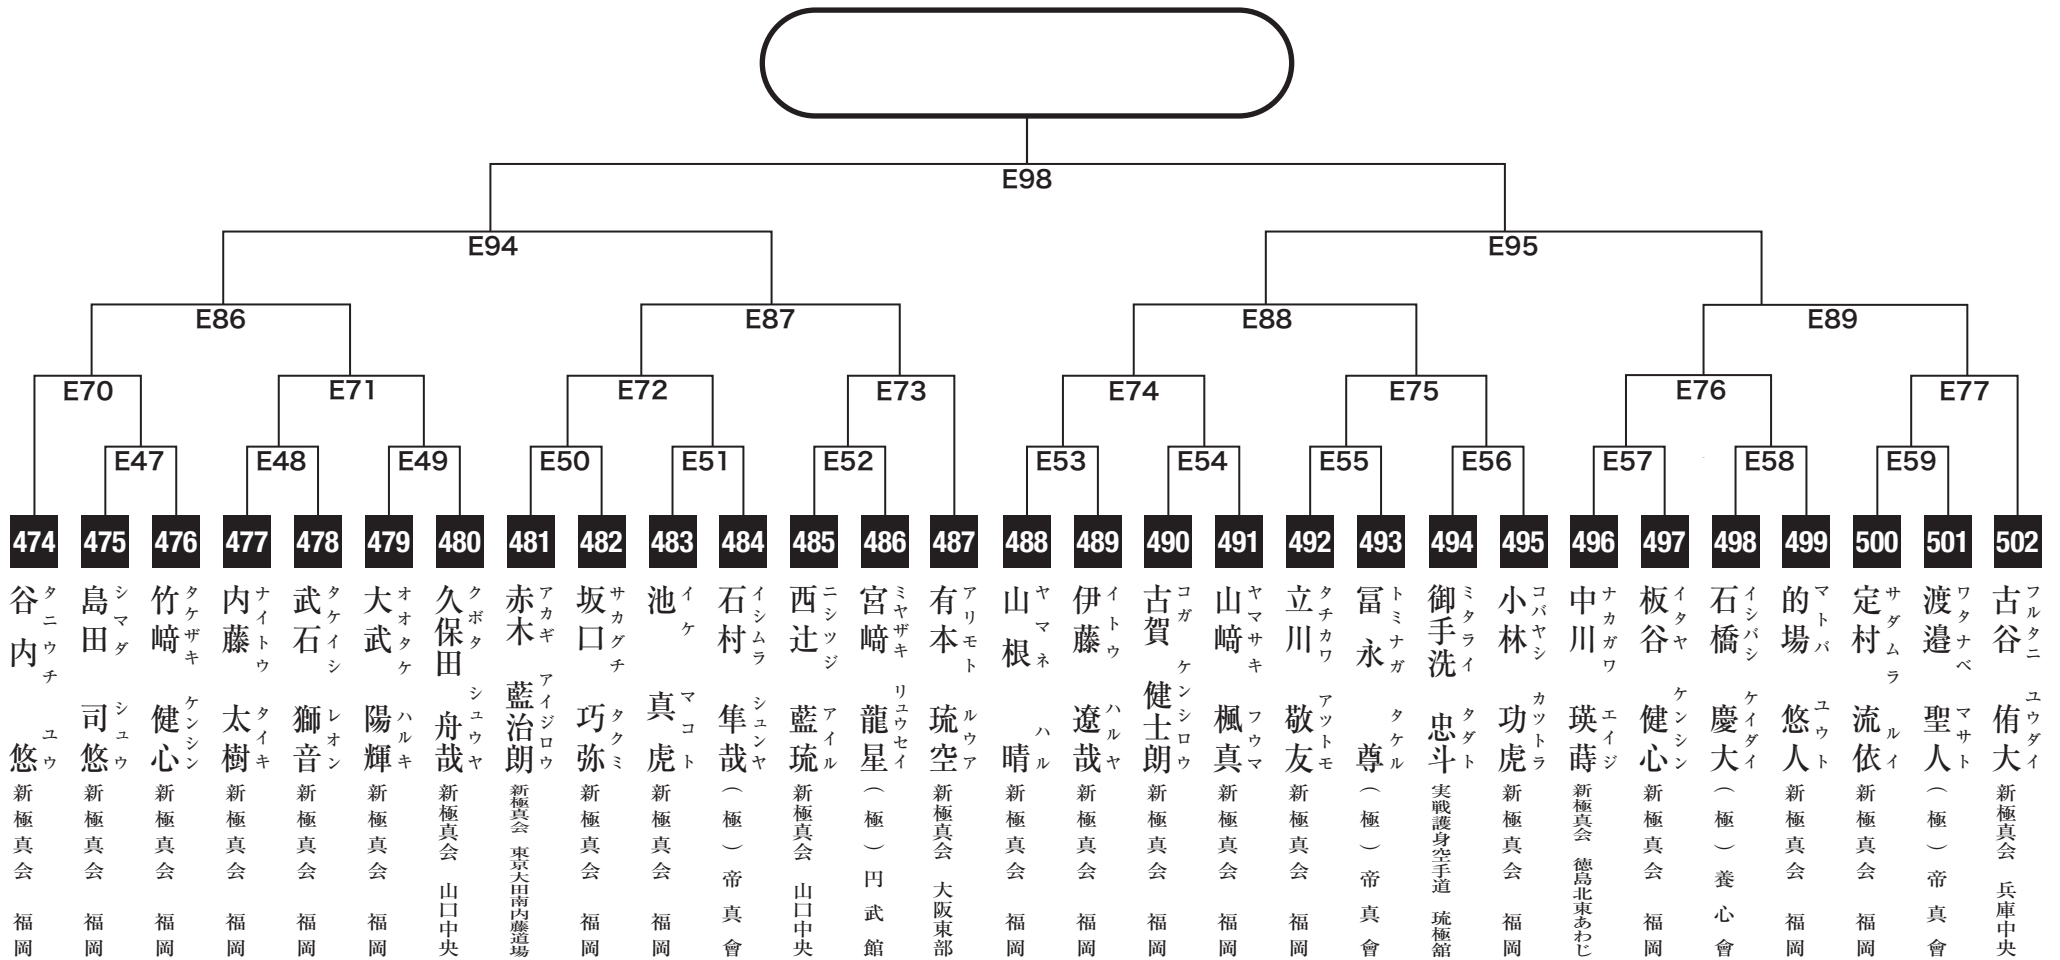 E98
E94
E95
E86
E87
E88
E89
E70
E71
E72
E73
E74
E75
E76
E77
E47
E48
E49
E50
E51
E52
E53
E54
E55
E56
E57
E58
E59
474
谷内 悠
タニウチ ユウ
新極真会 福岡
475
島田 司悠
シマダ シュウ
新極真会 福岡
476
竹﨑 健心
タケザキ ケンシン
新極真会 福岡
477
内藤 太樹
ナイトウ タイキ
新極真会 福岡
478
武石 獅音
タケイシ レオン
新極真会 福岡
479
大武 陽輝
オオタケ ハルキ
新極真会 福岡
480
久保田 舟哉
クボタ シュウヤ
新極真会 山口中央
481
赤木 藍治朗
アカギ アイジロウ
新極真会 東京大田南内藤道場
482
坂口 巧弥
サカグチ タクミ
新極真会 福岡
483
池 真虎
イケ マコト
新極真会 福岡
484
石村 隼哉
イシムラ シュンヤ
（極）帝真會
485
西辻 藍琉
ニシツジ アイル
新極真会 山口中央
486
宮﨑 龍星
ミヤザキ リュウセイ
（極）円武館
487
有本 琉空
アリモト ルウア
新極真会 大阪東部
488
山根 晴
ヤマネ ハル
新極真会 福岡
489
伊藤 遼哉
イトウ ハルヤ
新極真会 福岡
490
古賀 健士朗
コガ ケンシロウ
新極真会 福岡
491
山﨑 楓真
ヤマサキ フウマ
新極真会 福岡
492
立川 敬友
タチカワ アツトモ
新極真会 福岡
493
冨永 尊
トミナガ タケル
（極）帝真會
494
御手洗 忠斗
ミタライ タダト
実戦護身空手道 琉極舘
495
小林 功虎
コバヤシ カツトラ
新極真会 福岡
496
中川 瑛蒔
ナカガワ エイジ
新極真会 徳島北東あわじ
497
板谷 健心
イタヤ ケンシン
新極真会 福岡
498
石橋 慶大
イシバシ ケイダイ
（極）養心會
499
的場 悠人
マトバ ユウト
新極真会 福岡
500
定村 流依
サダムラ ルイ
新極真会 福岡
501
渡邉 聖人
ワタナベ マサト
（極）帝真會
502
古谷 侑大
フルタニ ユウダイ
新極真会 兵庫中央